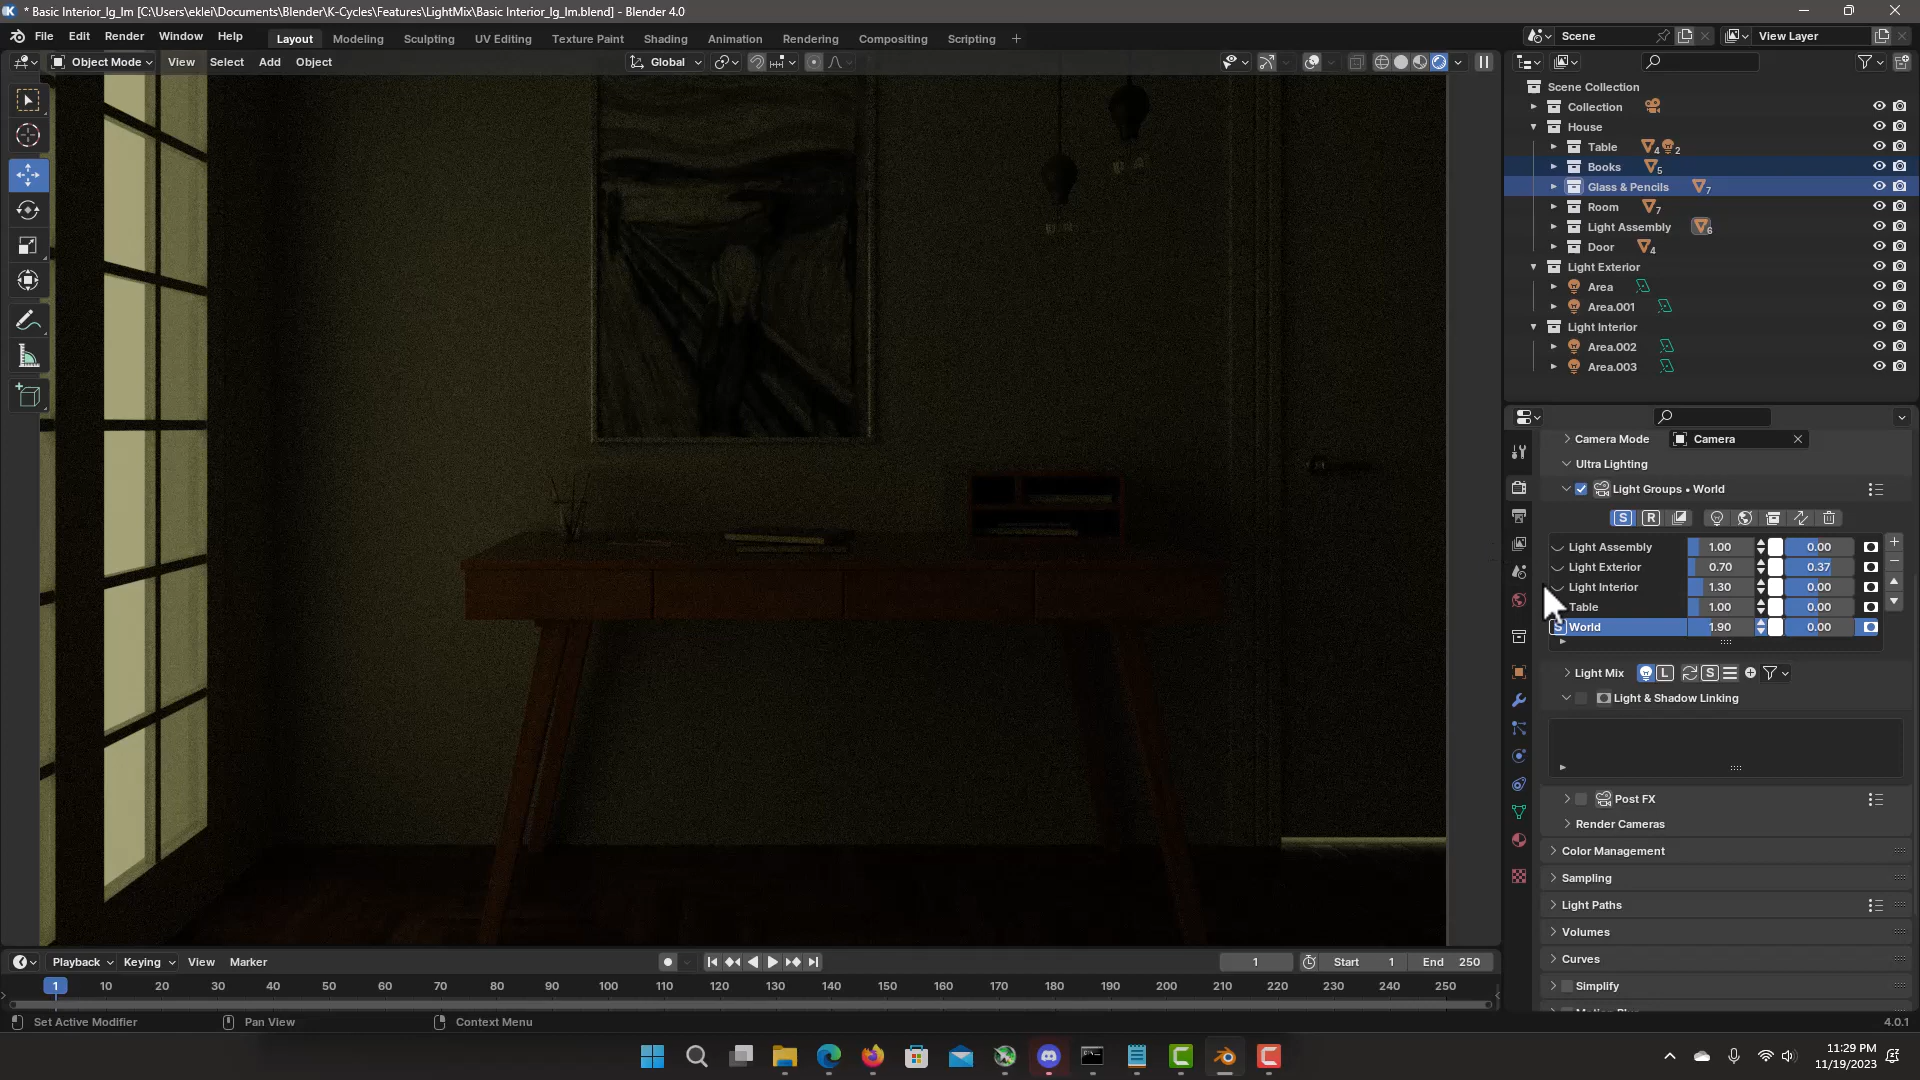 * Basic Interior_lg_lm [C:\Users\eklei\Documents\Blender\K-Cycles\Features\LightMix\Basic Interior_lg_lm.blend] - Blender 4.0
File Edit Render Window Help
Layout Modeling Sculpting UV Editing Texture Paint Shading Animation Rendering Compositing Scripting +
Scene
View Layer
Object Mode View Select Add Object
Global
Scene Collection
Collection
House
Table 4 2
Books 5
Glass & Pencils 7
Room 7
Light Assembly 6
Door 4
Light Exterior
Area
Area.001
Light Interior
Area.002
Area.003
Camera Mode Camera
Ultra Lighting
Light Groups • World
S R
Light Assembly 1.00 0.00
Light Exterior 0.70 0.37
Light Interior 1.30 0.00
Table 1.00 0.00
S World 1.90 0.00
Light Mix L S
Light & Shadow Linking
Post FX
Render Cameras
Color Management
Sampling
Light Paths
Volumes
Curves
Simplify
Playback Keying View Marker
1 Start 1 End 250
1 10 20 30 40 50 60 70 80 90 100 110 120 130 140 150 160 170 180 190 200 210 220 230 240 250
Set Active Modifier Pan View Context Menu
4.0.1
11:29 PM
11/19/2023